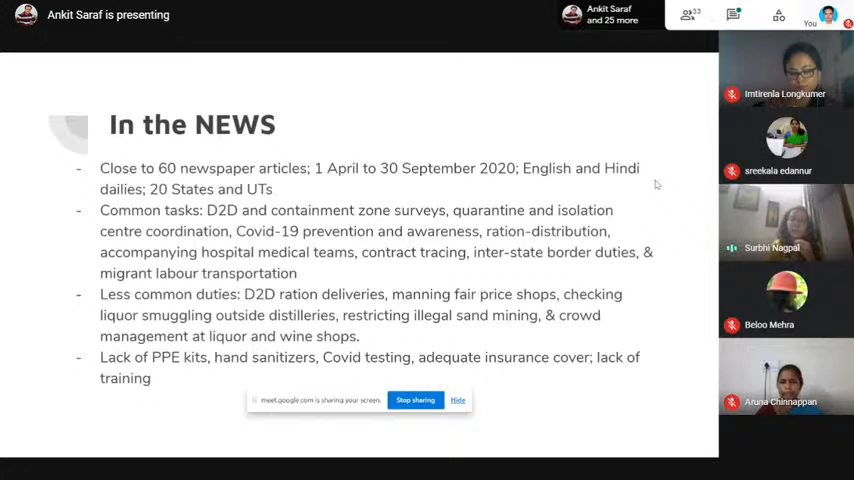 Ankit Saraf is presenting
Ankit Saraf
and 25 more
33
You
In the NEWS
- Close to 60 newspaper articles; 1 April to 30 September 2020; English and Hindi
dailies; 20 States and UTs
- Common tasks: D2D and containment zone surveys, quarantine and isolation
centre coordination, Covid-19 prevention and awareness, ration-distribution,
accompanying hospital medical teams, contract tracing, inter-state border duties, &
migrant labour transportation
- Less common duties: D2D ration deliveries, manning fair price shops, checking
liquor smuggling outside distilleries, restricting illegal sand mining, & crowd
management at liquor and wine shops.
- Lack of PPE kits, hand sanitizers, Covid testing, adequate insurance cover; lack of
training
meet.google.com is sharing your screen.
Stop sharing
Hide
Imtirenla Longkumer
sreekala edannur
Surbhi Nagpal
Beloo Mehra
Aruna Chinnappan